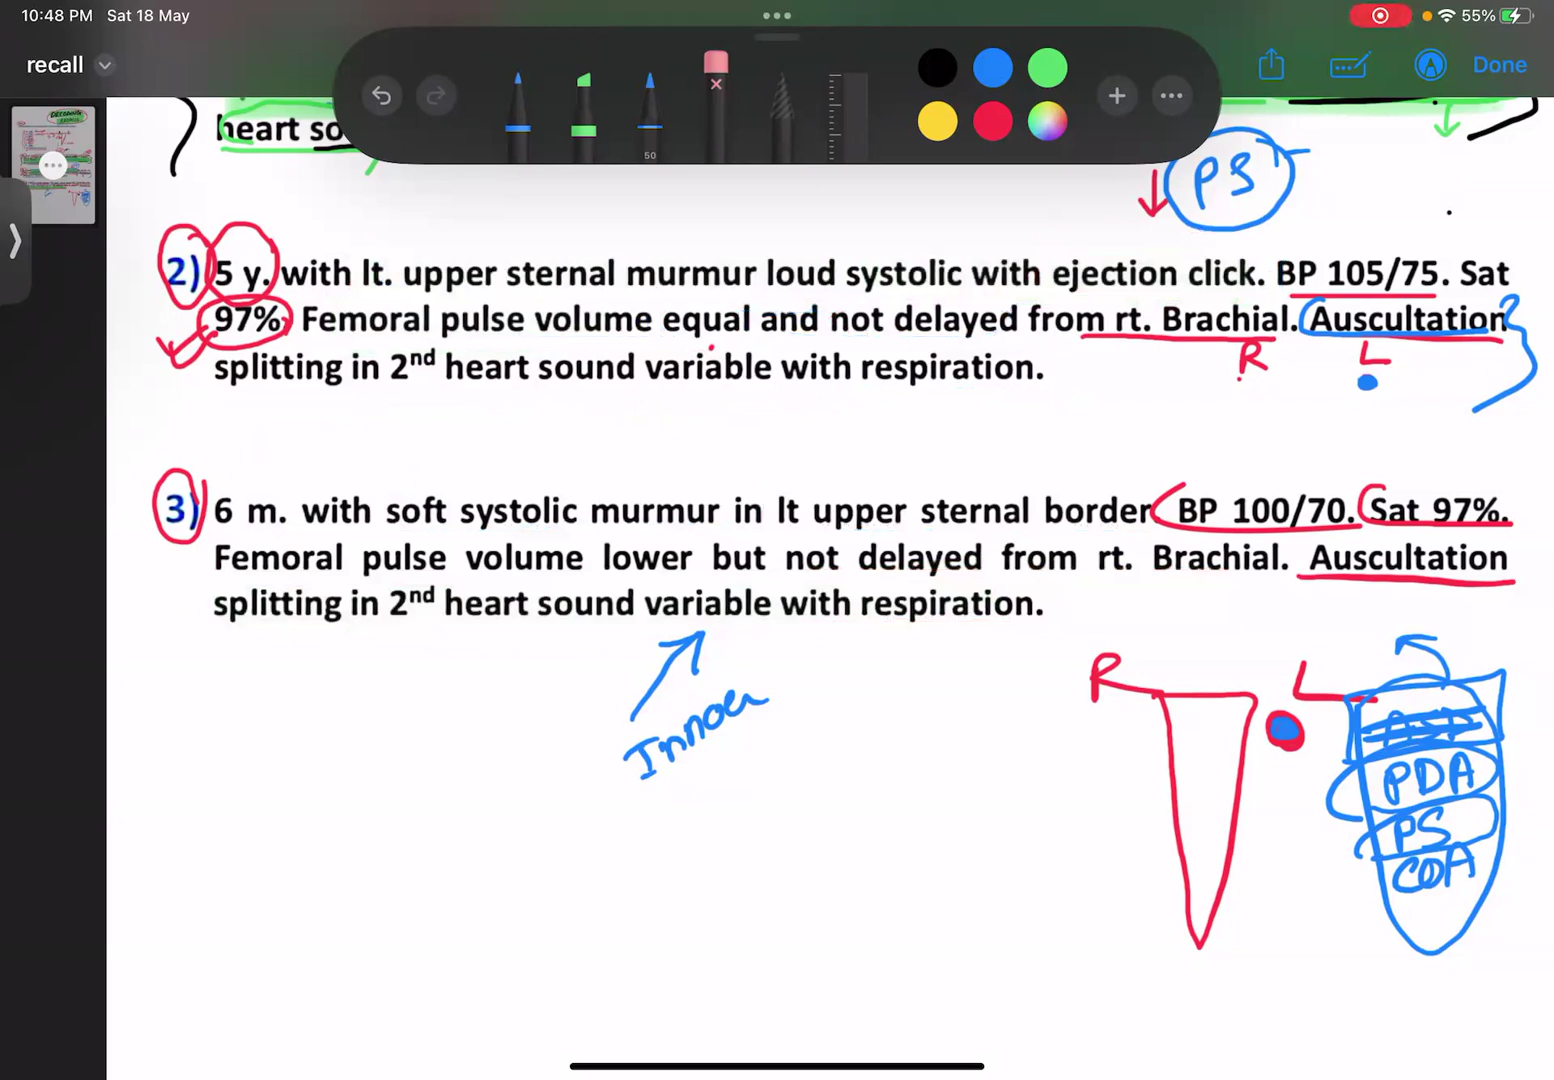 10:48 PM Sat 18 May
55%
recall
Done
50
heart so
PS
2) 5 y. with lt. upper sternal murmur loud systolic with ejection click. BP 105/75. Sat
97%. Femoral pulse volume equal and not delayed from rt. Brachial. Auscultation
R L
splitting in 2nd heart sound variable with respiration.
3) 6 m. with soft systolic murmur in lt upper sternal border. BP 100/70. Sat 97%.
Femoral pulse volume lower but not delayed from rt. Brachial. Auscultation
splitting in 2nd heart sound variable with respiration.
Innoce
R L
ASD
PDA
PS
COA